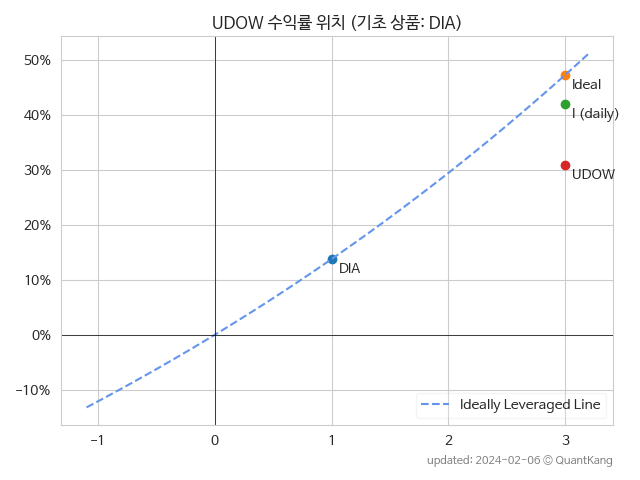 UDOW 수익률 위치 (기초 상품: DIA)
50%
40%
30%
20%
10%
0%
−10%
Ideal
I (daily)
UDOW
DIA
Ideally Leveraged Line
−1 0 1 2 3
updated: 2024-02-06 © QuantKang